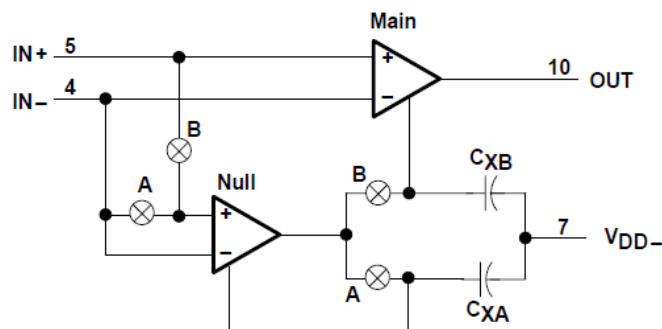 Main
IN+ 5
+
10 OUT
IN− 4
−
B
A
Null
B
CXB
+
−
7 VDD−
A
CXA